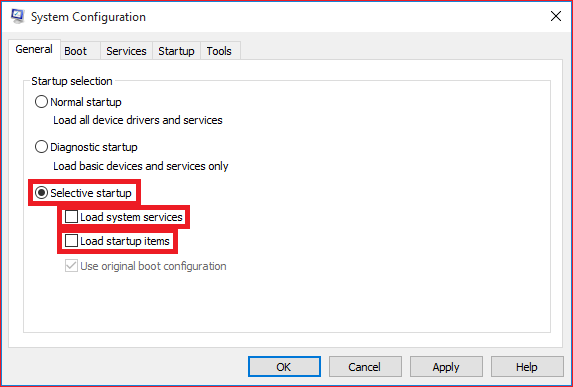 System Configuration
General Boot Services Startup Tools
Startup selection
Normal startup
Load all device drivers and services
Diagnostic startup
Load basic devices and services only
Selective startup
Load system services
Load startup items
Use original boot configuration
OK Cancel Apply Help